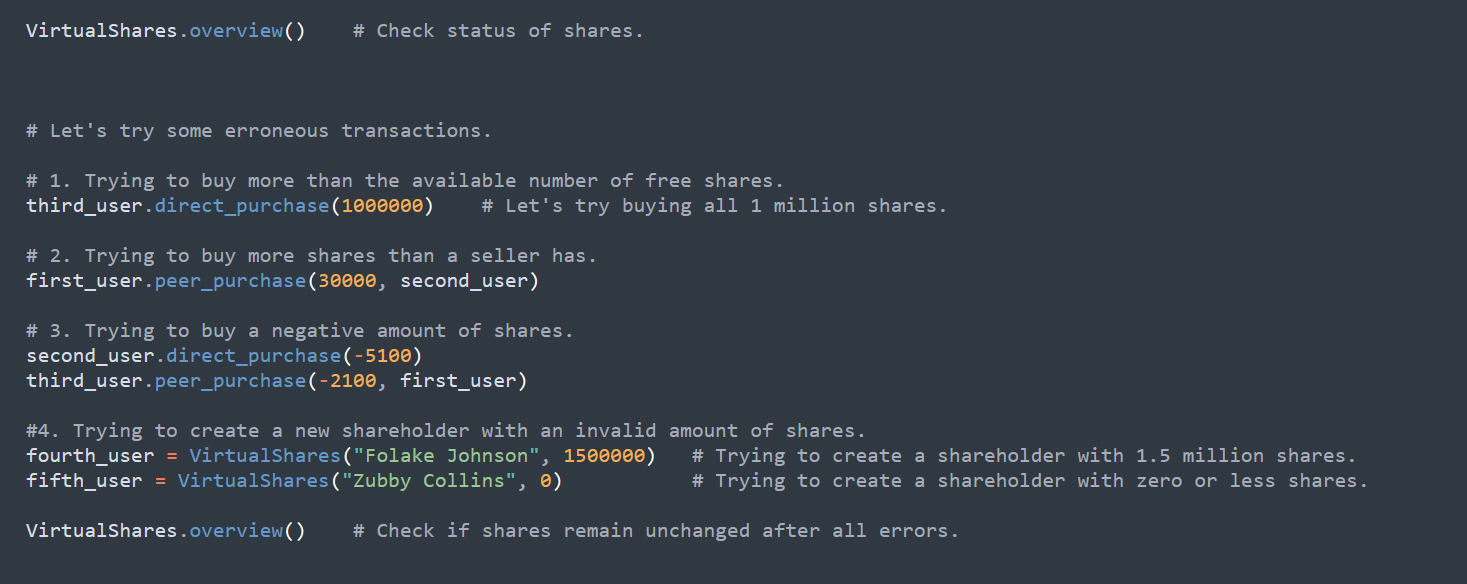 VirtualShares.overview()    # Check status of shares.
# Let's try some erroneous transactions.
# 1. Trying to buy more than the available number of free shares.
third_user.direct_purchase(1000000)    # Let's try buying all 1 million shares.
# 2. Trying to buy more shares than a seller has.
first_user.peer_purchase(30000, second_user)
# 3. Trying to buy a negative amount of shares.
second_user.direct_purchase(-5100)
third_user.peer_purchase(-2100, first_user)
#4. Trying to create a new shareholder with an invalid amount of shares.
fourth_user = VirtualShares("Folake Johnson", 1500000)   # Trying to create a shareholder with 1.5 million shares.
fifth_user = VirtualShares("Zubby Collins", 0)           # Trying to create a shareholder with zero or less shares.
VirtualShares.overview()    # Check if shares remain unchanged after all errors.